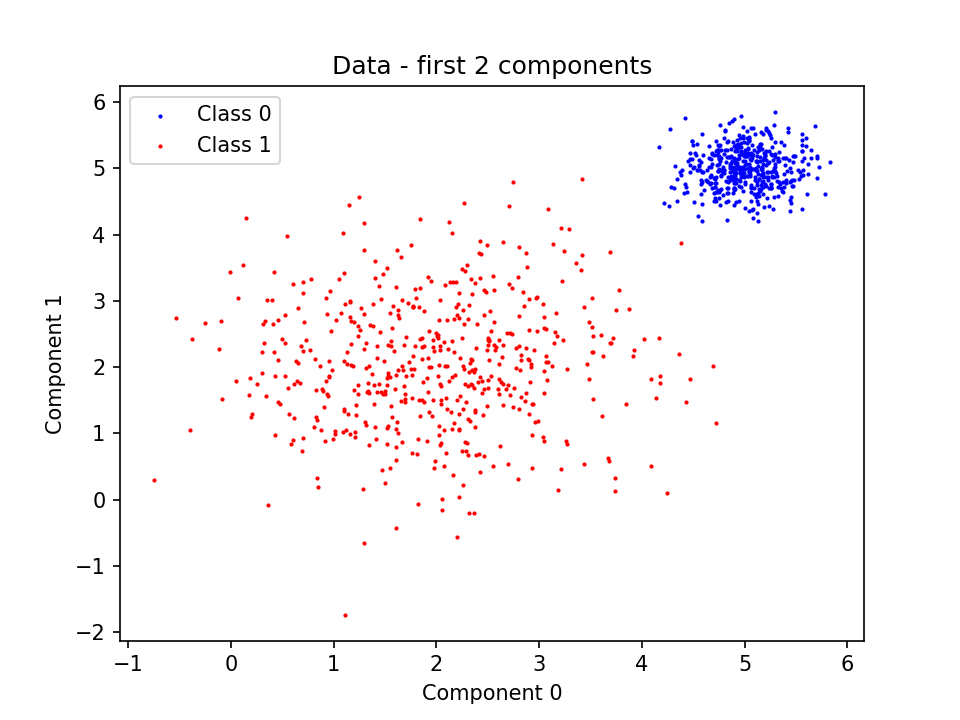 Data - first 2 components
Class 0
Class 1
Component 1
6
5
4
3
2
1
0
−1
−2
−1 0 1 2 3 4 5 6
Component 0